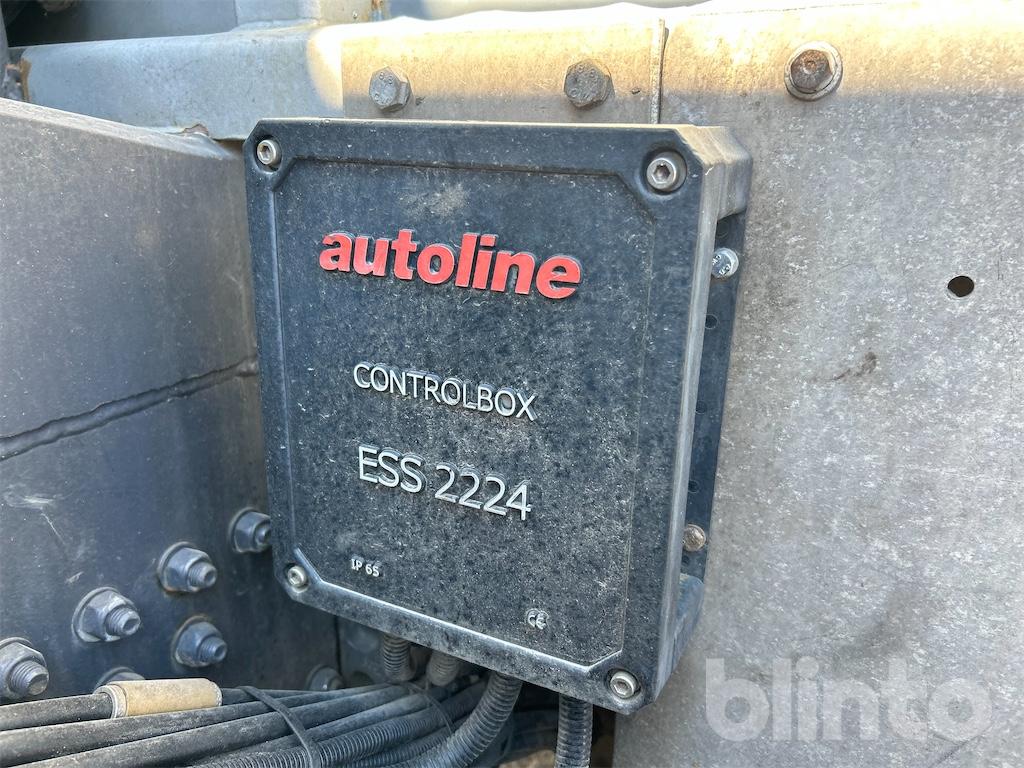 autoline
CONTROLBOX
ESS 2224
IP 65
CE
blinto